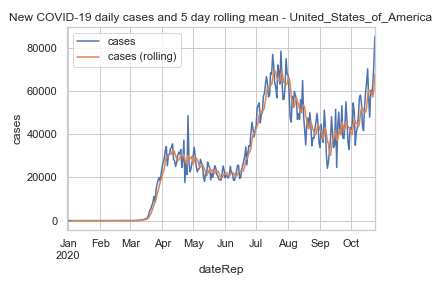 New COVID-19 daily cases and 5 day rolling mean - United_States_of_America
cases
cases (rolling)
80000
60000
40000
20000
0
cases
Jan Feb Mar Apr May Jun Jul Aug Sep Oct
2020
dateRep